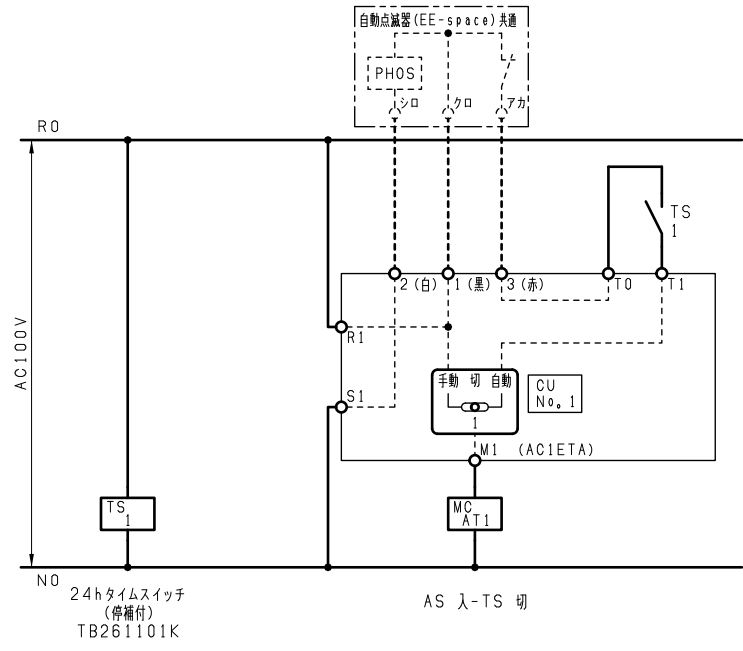 自動点滅器(EE-space)共通
PHOS
シロ
クロ
アカ
R0
TS
1
2(白)
1(黒)
3(赤)
T0
T1
R1
AC100V
手動 切 自動
CU
No。1
S1
1
M1 (AC1ETA)
TS
1
MC
AT1
N0
24hタイムスイッチ
(停補付)
TB261101K
AS 入-TS 切